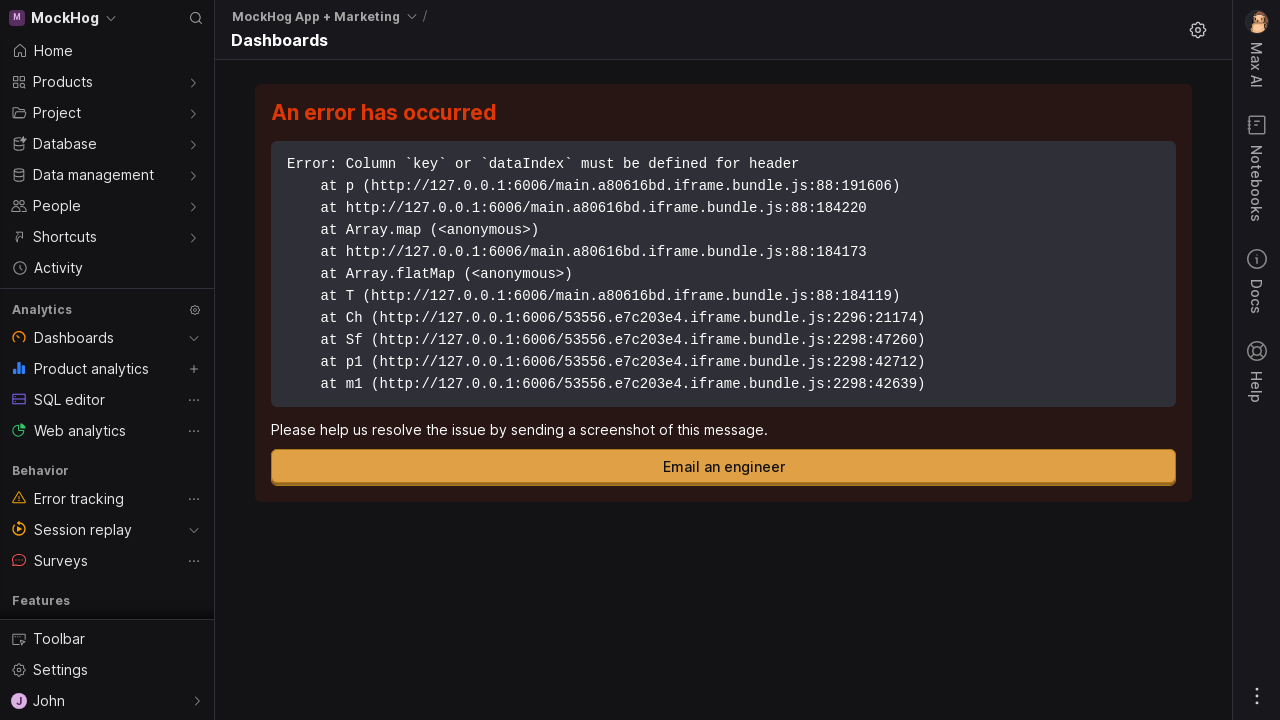 M MockHog
Home
Products
Project
Database
Data management
People
Shortcuts
Activity
Analytics
Dashboards
Product analytics
SQL editor
Web analytics
Behavior
Error tracking
Session replay
Surveys
Features
Toolbar
Settings
J John
MockHog App + Marketing /
Dashboards
An error has occurred
Error: Column `key` or `dataIndex` must be defined for header
    at p (http://127.0.0.1:6006/main.a80616bd.iframe.bundle.js:88:191606)
    at http://127.0.0.1:6006/main.a80616bd.iframe.bundle.js:88:184220
    at Array.map (<anonymous>)
    at http://127.0.0.1:6006/main.a80616bd.iframe.bundle.js:88:184173
    at Array.flatMap (<anonymous>)
    at T (http://127.0.0.1:6006/main.a80616bd.iframe.bundle.js:88:184119)
    at Ch (http://127.0.0.1:6006/53556.e7c203e4.iframe.bundle.js:2296:21174)
    at Sf (http://127.0.0.1:6006/53556.e7c203e4.iframe.bundle.js:2298:47260)
    at p1 (http://127.0.0.1:6006/53556.e7c203e4.iframe.bundle.js:2298:42712)
    at m1 (http://127.0.0.1:6006/53556.e7c203e4.iframe.bundle.js:2298:42639)
Please help us resolve the issue by sending a screenshot of this message.
Email an engineer
Max AI
Notebooks
Docs
Help